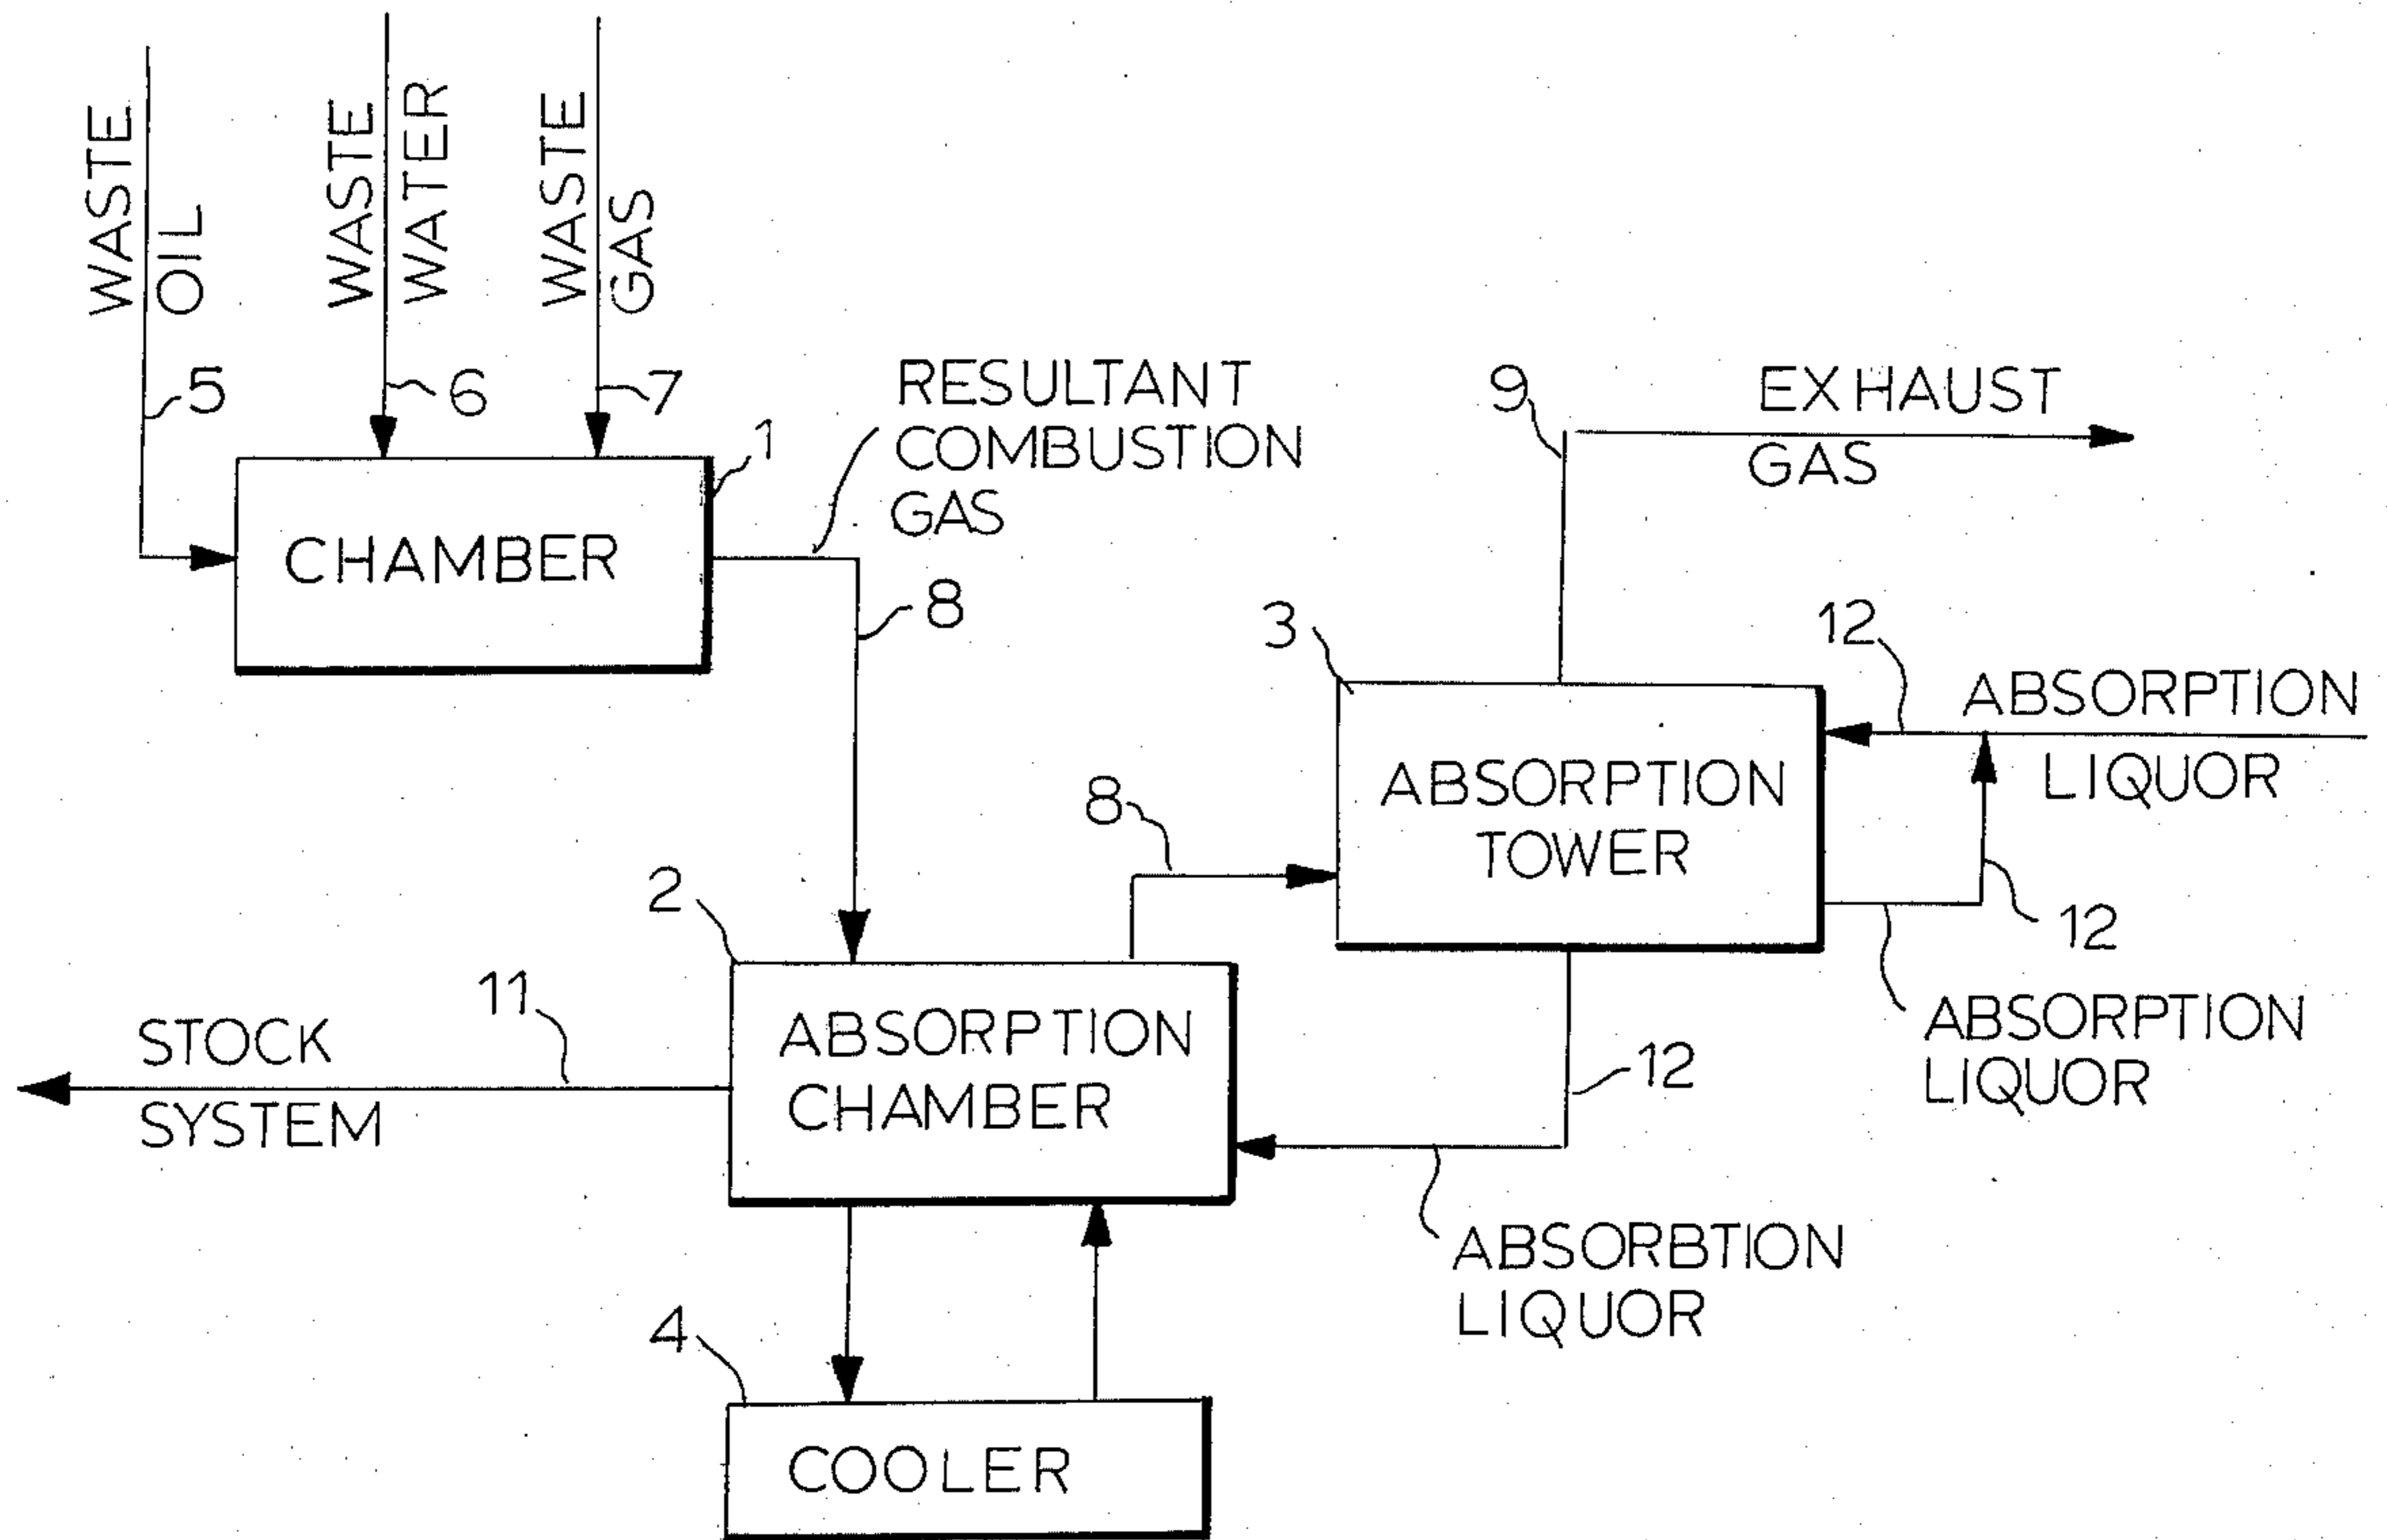 WASTE
OIL
WASTE
WATER
WASTE
GAS
5
6
7
1
RESULTANT
COMBUSTION
GAS
9
EXHAUST
GAS
CHAMBER
8
3
12
ABSORPTION
LIQUOR
ABSORPTION
TOWER
8
2
12
ABSORPTION
LIQUOR
11
STOCK
SYSTEM
ABSORPTION
CHAMBER
12
ABSORBTION
LIQUOR
4
COOLER